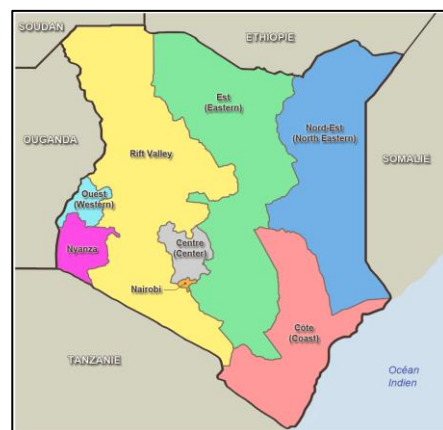 SOUDAN
ETHIOPIE
Est
(Eastern)
Nord-Est
(North Eastern)
OUGANDA
Rift Valley
SOMALIE
Ouest
(Western)
Nyanza
Centre
(Center)
Nairobi
Côte
(Coast)
TANZANIE
Océan
Indien